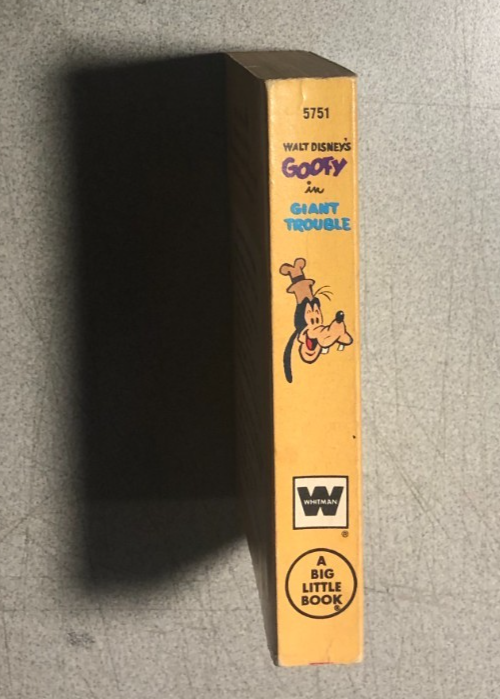 5751
WALT DISNEY'S
GOOFY
in
GIANT
TROUBLE
W
WHITMAN
®
A
BIG
LITTLE
BOOK®